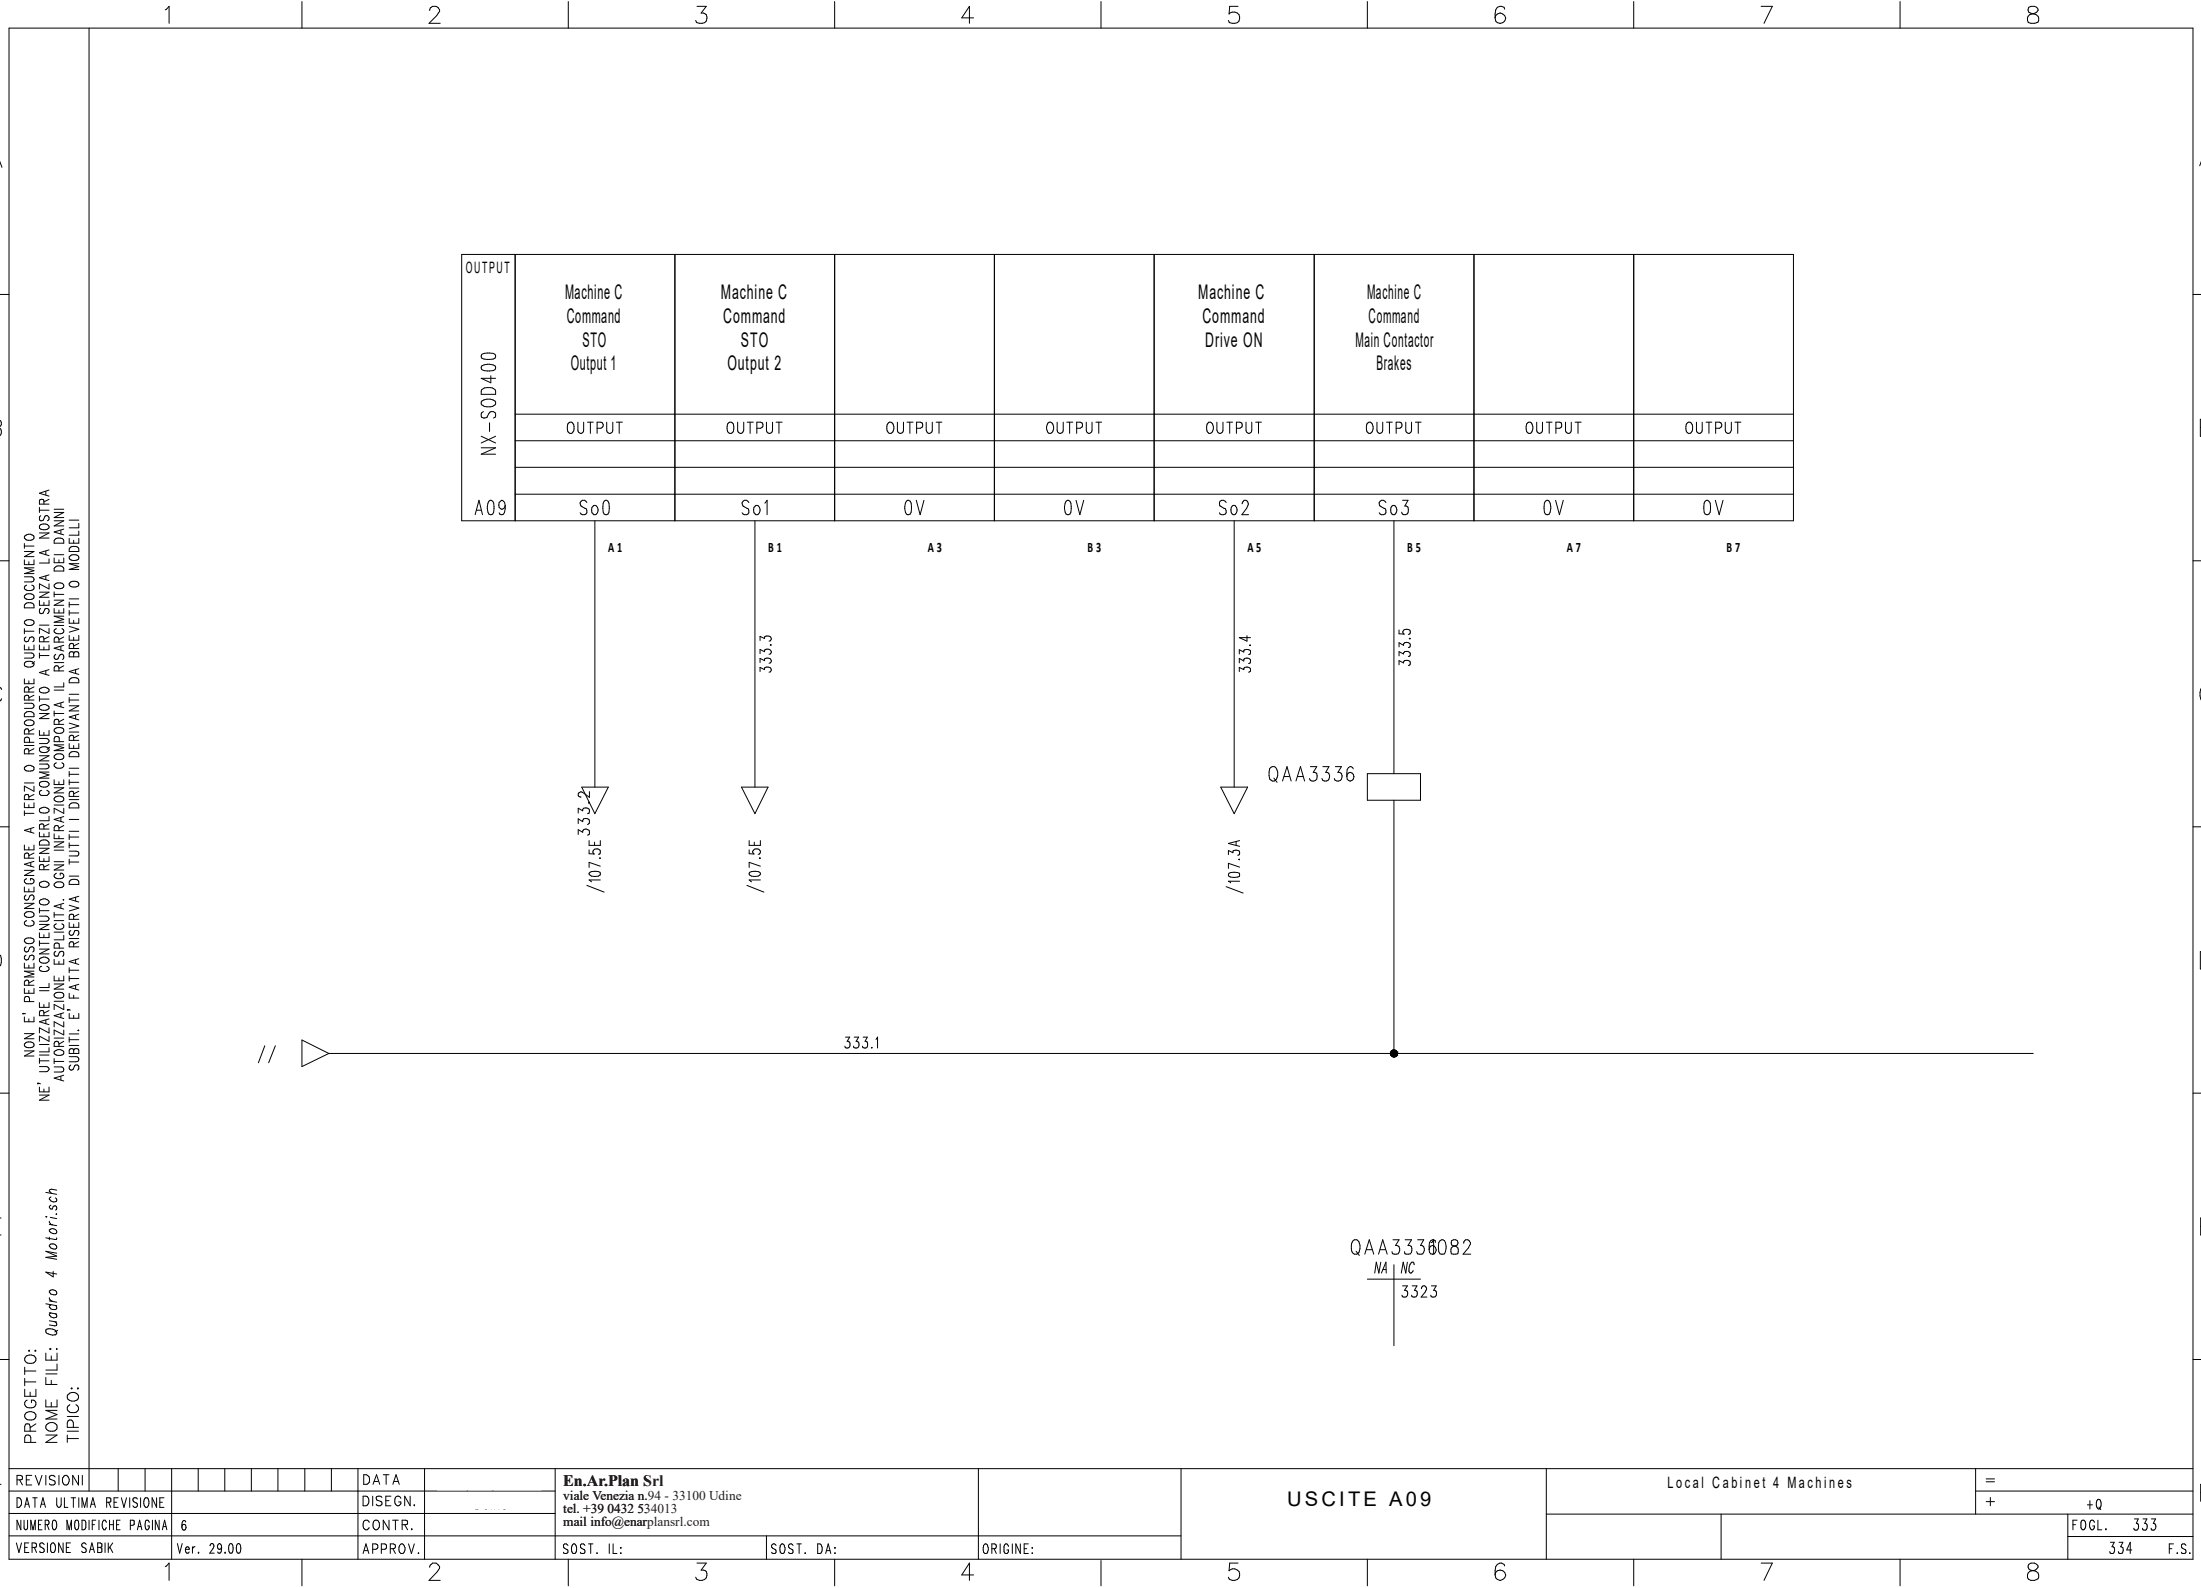 1 2 3 4 5 6 7 8
OUTPUT
NX-SOD400
A09
Machine C
Command
STO
Output 1
Machine C
Command
STO
Output 2
Machine C
Command
Drive ON
Machine C
Command
Main Contactor
Brakes
OUTPUT OUTPUT OUTPUT OUTPUT OUTPUT OUTPUT OUTPUT OUTPUT
So0 So1 0V 0V So2 So3 0V 0V
A1 B1 A3 B3 A5 B5 A7 B7
333.2
333.3
333.4
333.5
QAA3336
/107.5E
/107.5E
/107.3A
//
333.1
QAA3336
1082
NA NC
3323
NON E' PERMESSO CONSEGNARE A TERZI O RIPRODURRE QUESTO DOCUMENTO
NE' UTILIZZARE IL CONTENUTO O RENDERLO COMUNQUE NOTO A TERZI SENZA LA NOSTRA
AUTORIZZAZIONE ESPLICITA. OGNI INFRAZIONE COMPORTA IL RISARCIMENTO DEI DANNI
SUBITI. E' FATTA RISERVA DI TUTTI I DIRITTI DERIVANTI DA BREVETTI O MODELLI
PROGETTO:
NOME FILE: Quadro 4 Motori.sch
TIPICO:
REVISIONI
DATA ULTIMA REVISIONE
NUMERO MODIFICHE PAGINA 6
VERSIONE SABIK Ver. 29.00
DATA
DISEGN.
CONTR.
APPROV.
En.Ar.Plan Srl
viale Venezia n.94 - 33100 Udine
tel. +39 0432 534013
mail info@enarplansrl.com
SOST. IL:
SOST. DA:
ORIGINE:
USCITE A09
Local Cabinet 4 Machines
=
+ +Q
FOGL. 333
334 F.S.
1 2 3 4 5 6 7 8